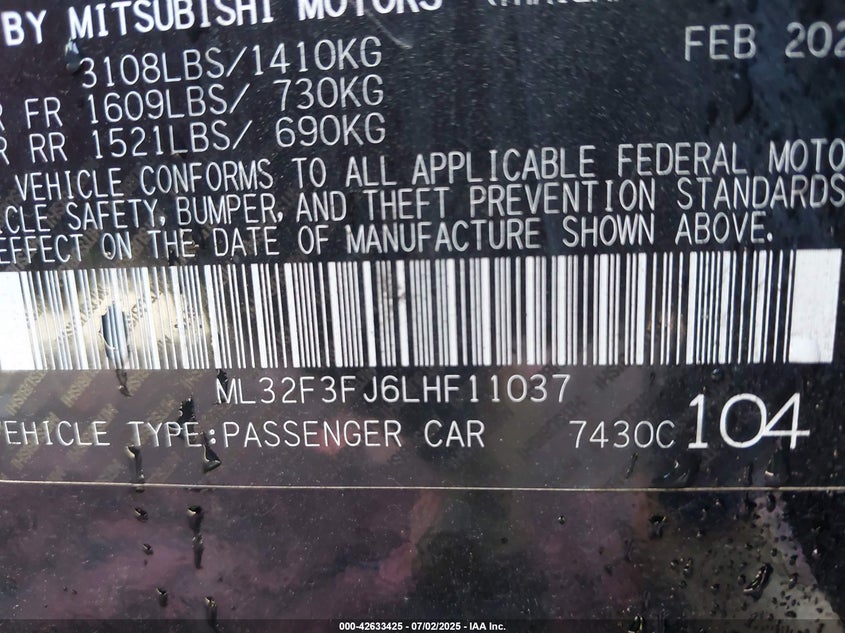 BY MITSUBISHI MOTORS
FEB 202
3108LBS/1410KG
FR 1609LBS/ 730KG
RR 1521LBS/ 690KG
VEHICLE CONFORMS TO ALL APPLICABLE FEDERAL MOTO
ICLE SAFETY, BUMPER, AND THEFT PREVENTION STANDARDS
EFFECT ON THE DATE OF MANUFACTURE SHOWN ABOVE.
ML32F3FJ6LHF11037
VEHICLE TYPE:PASSENGER CAR 7430C 104
000-42633425 - 07/02/2025 - IAA Inc.